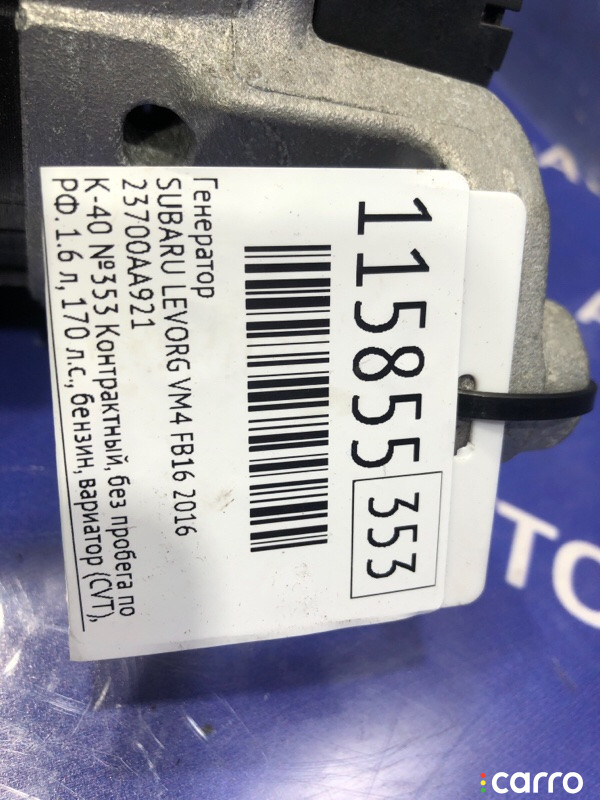 115855 353
Генератор
SUBARU LEVORG VM4 FB16 2016
23700AA921
K-40 №353 Контрактный, без пробега по
РФ. 1.6 л, 170 л.с., бензин, вариатор (CVT),
TO
carro